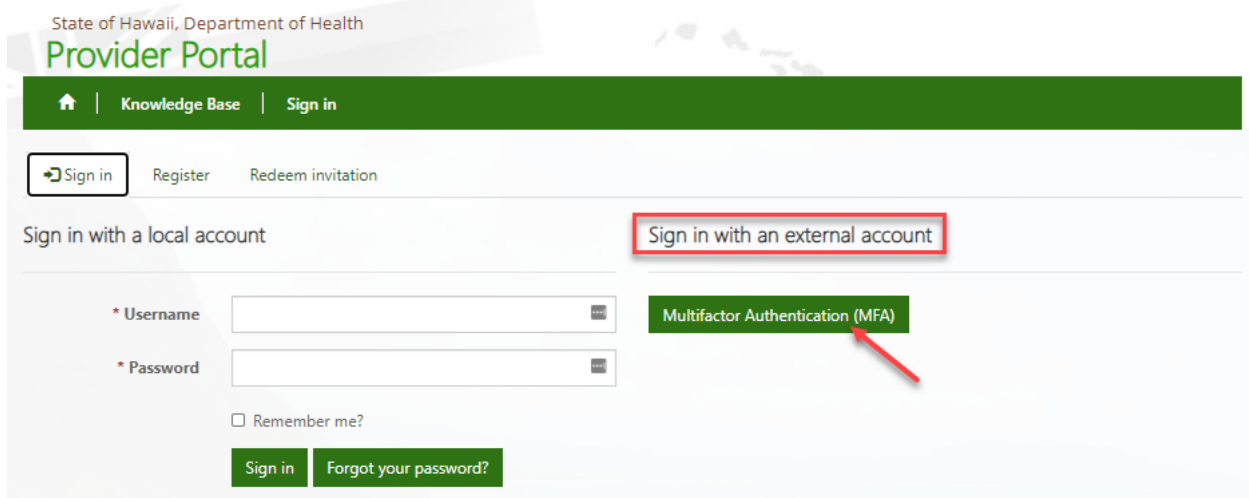 State of Hawaii, Department of Health
Provider Portal
Knowledge Base | Sign in
Sign in Register Redeem invitation
Sign in with a local account
* Username
* Password
Remember me?
Sign in Forgot your password?
Sign in with an external account
Multifactor Authentication (MFA)